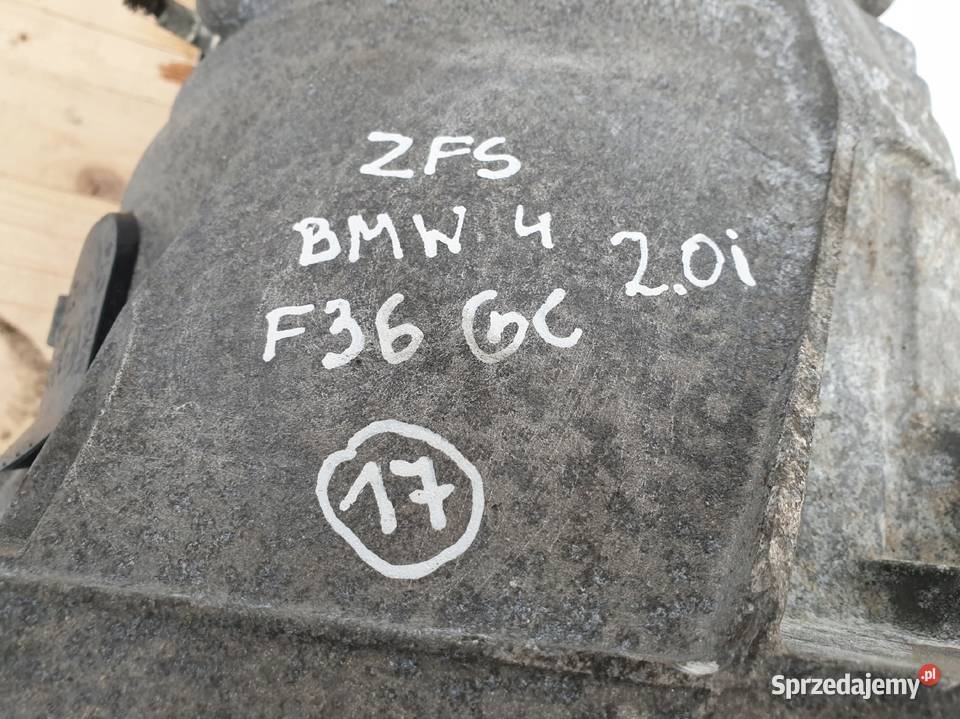 ZFS
BMW 4 2.0i
F36 GC
17
Sprzedajemy.pl